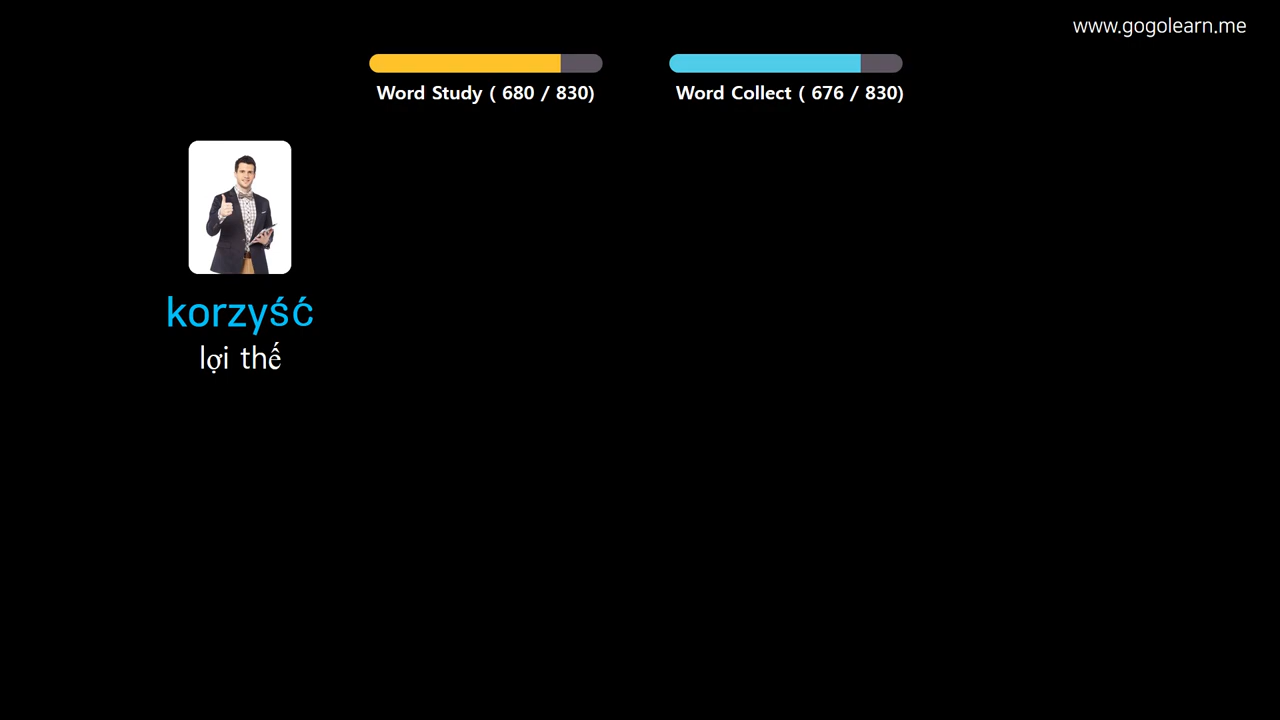 www.gogolearn.me
Word Study ( 680 / 830)
Word Collect ( 676 / 830)
korzyść
lợi thế